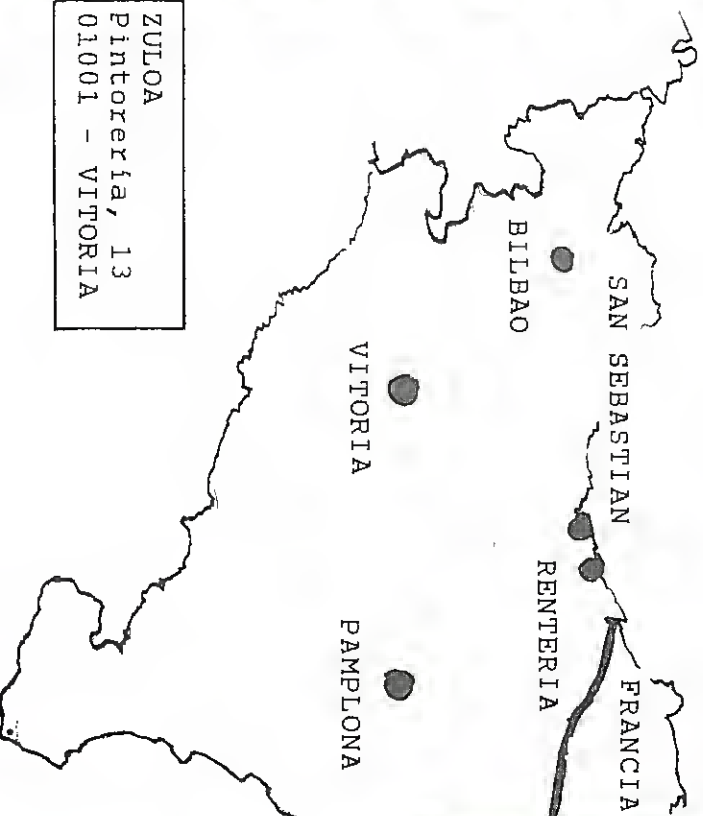 SAN SEBASTIAN
FRANCIA
BILBAO
RENTERIA
VITORIA
PAMPLONA
ZULOA
Pintorería, 13
01001 - VITORIA